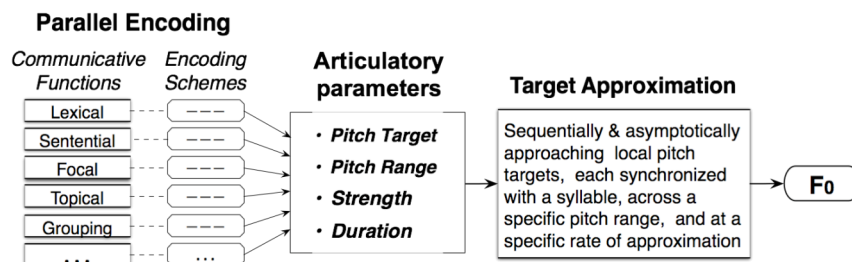 Parallel Encoding
Communicative Functions
Encoding Schemes
Lexical
---
Sentential
---
Focal
---
Topical
---
Grouping
---
...
...
Articulatory
parameters
• Pitch Target
• Pitch Range
• Strength
• Duration
Target Approximation
Sequentially & asymptotically
approaching local pitch
targets, each synchronized
with a syllable, across a
specific pitch range, and at a
specific rate of approximation
F0